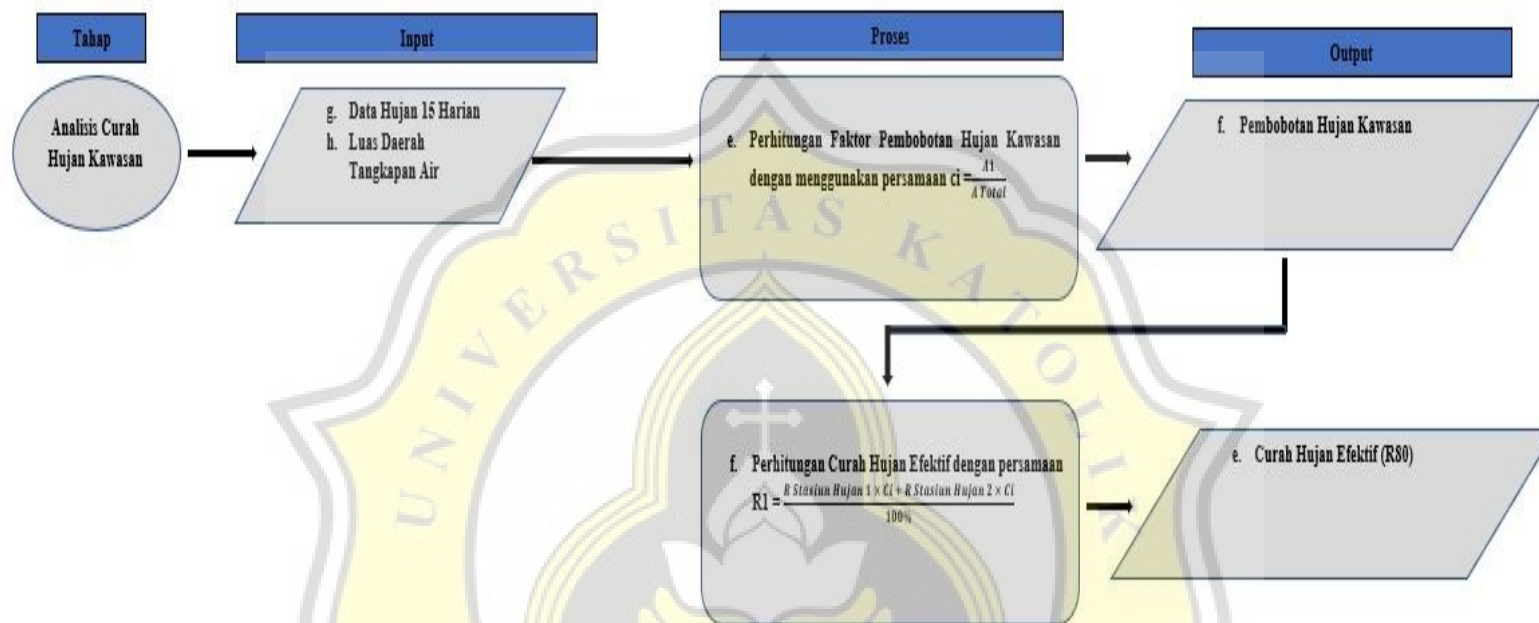 Tahap
Input
Proses
Output
Analisis Curah
Hujan Kawasan
g. Data Hujan 15 Harian
h. Luas Daerah
Tangkapan Air
e. Perhitungan Faktor Pembobotan Hujan Kawasan
dengan menggunakan persamaan ci = A1 / A Total
f. Pembobotan Hujan Kawasan
f. Perhitungan Curah Hujan Efektif dengan persamaan
R1 = R Stasiun Hujan 1 × Ci + R Stasiun Hujan 2 × Ci / 100%
e. Curah Hujan Efektif (R80)
UNIVERSITAS KATOLIK